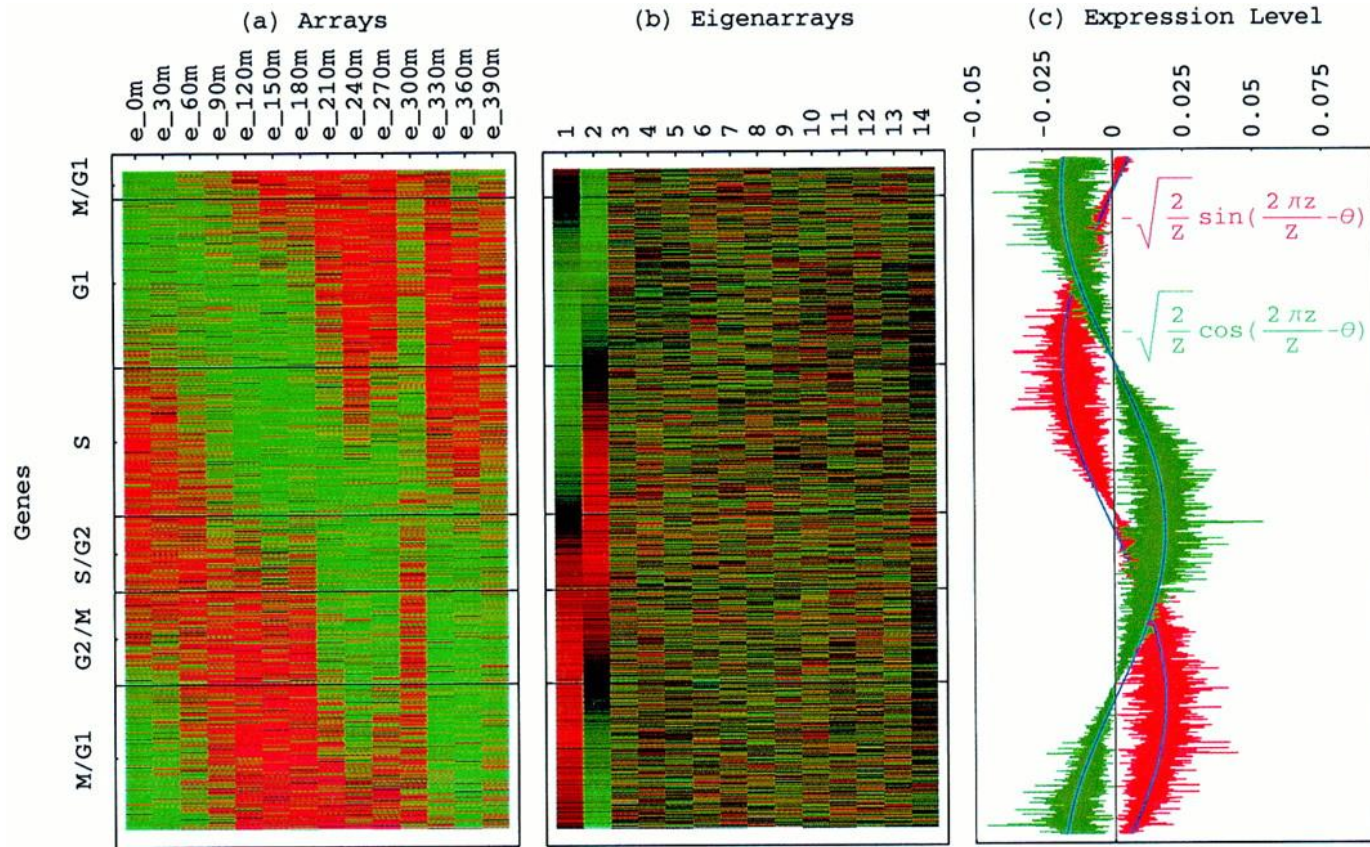 (a) Arrays
(b) Eigenarrays
(c) Expression Level
e_0m
e_30m
e_60m
e_90m
e_120m
e_150m
e_180m
e_210m
e_240m
e_270m
e_300m
e_330m
e_360m
e_390m
1
2
3
4
5
6
7
8
9
10
11
12
13
14
-0.05
-0.025
0
0.025
0.05
0.075
Genes
M/G1
G1
S
S/G2
G2/M
M/G1
-√(2/Z) sin(2πz/Z-θ)
-√(2/Z) cos(2πz/Z-θ)